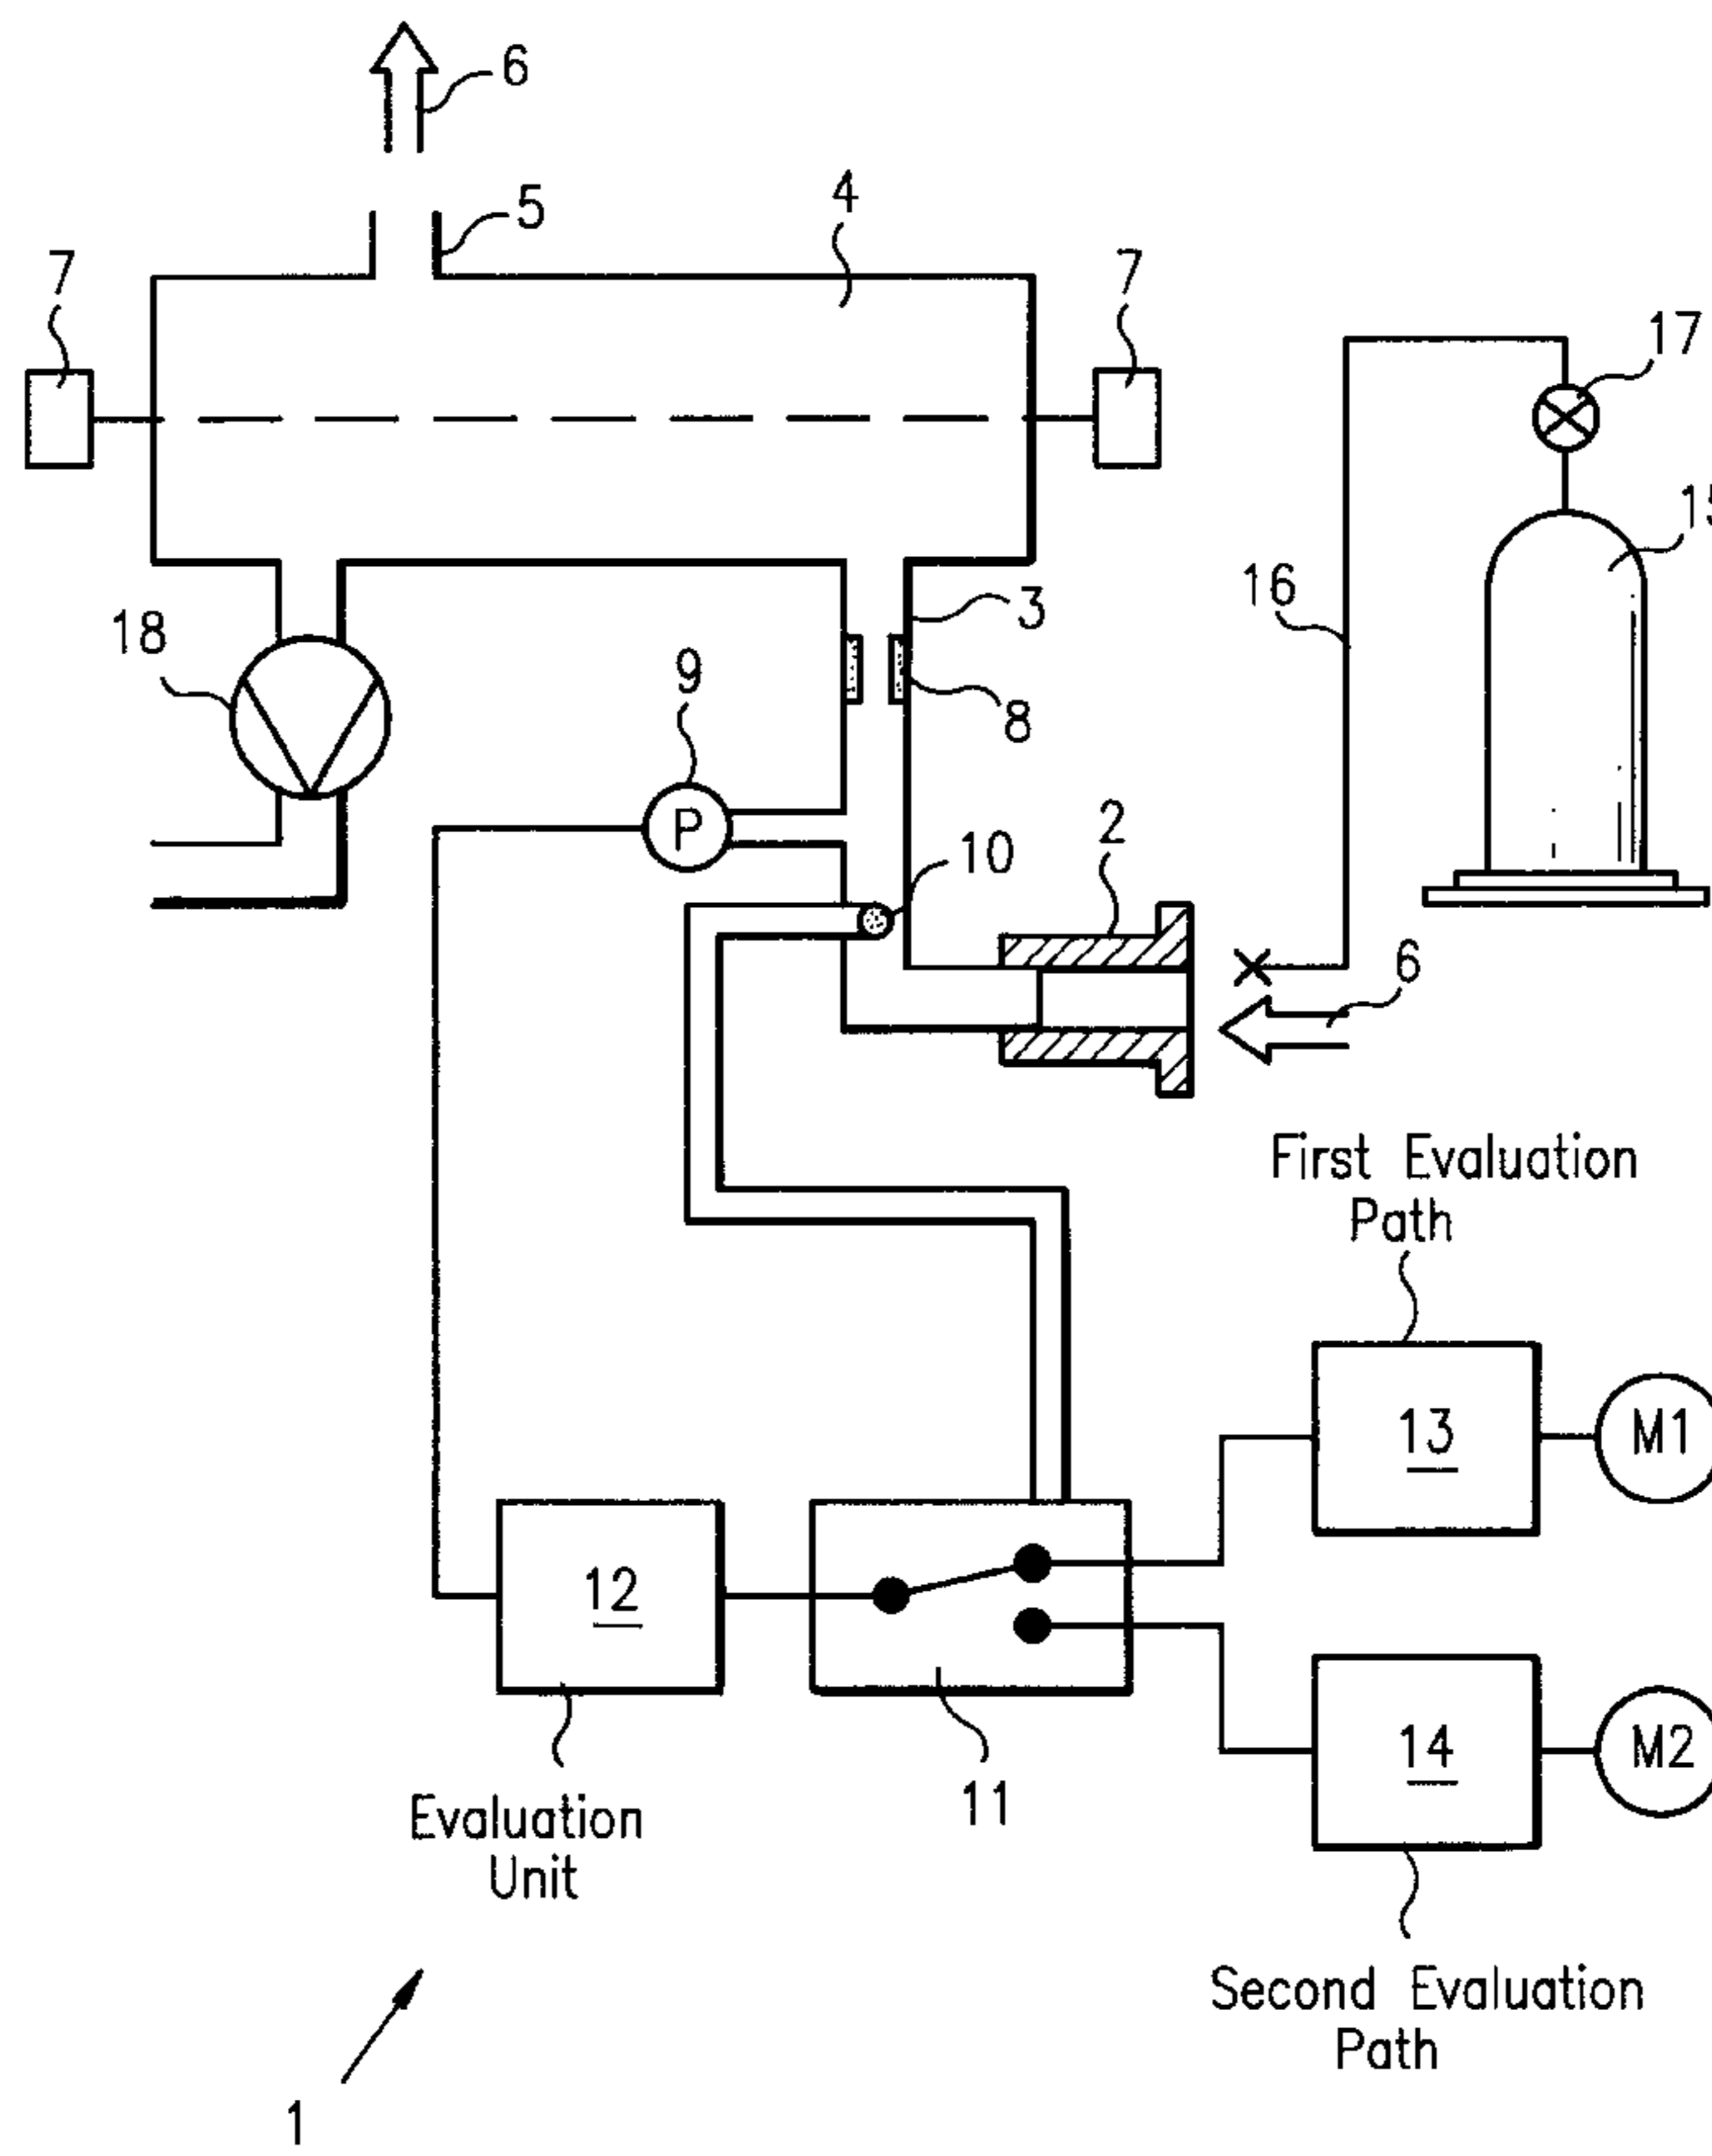 6
5
4
7
7
17
15
16
3
18
9
8
2
10
P
6
First Evaluation
Path
13
M1
12
14
M2
11
Evaluation
Unit
Second Evaluation
Path
1